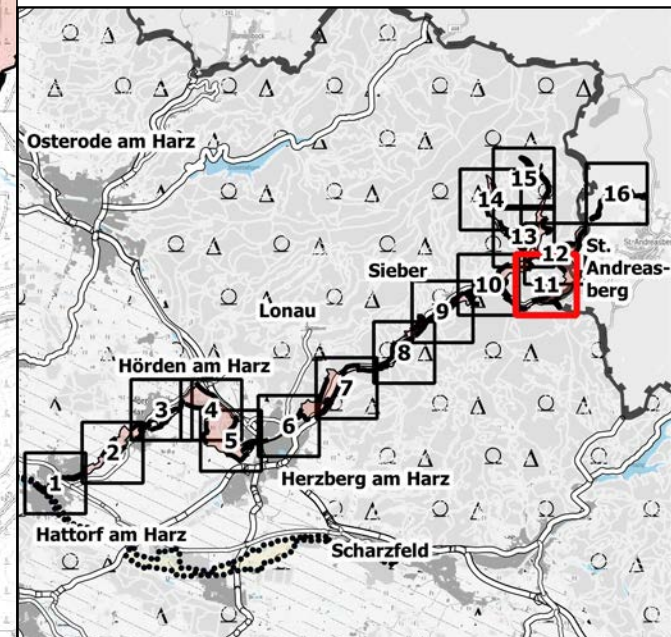 Osterode am Harz
15
16
14
13
12
St.
Andreas-
berg
Sieber
10
11
9
Lonau
8
Hörden am Harz
7
3
4
6
5
2
1
Herzberg am Harz
Hattorf am Harz
Scharzfeld